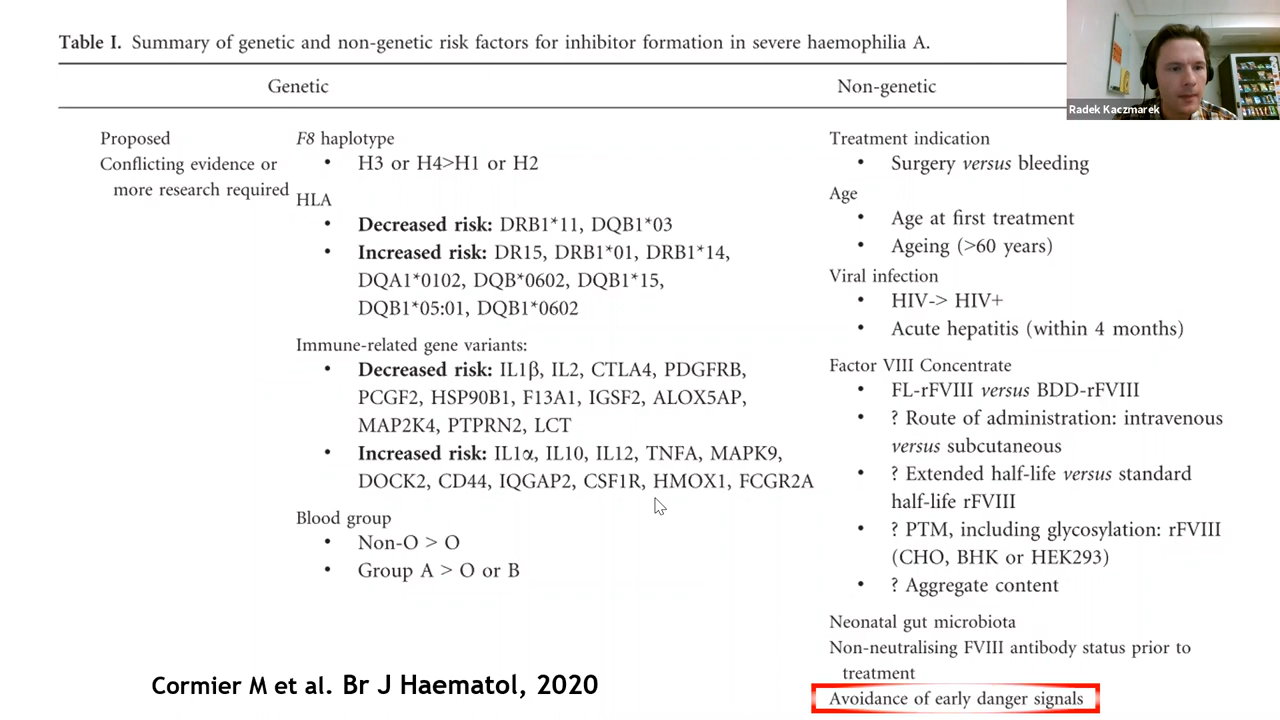 Table I. Summary of genetic and non-genetic risk factors for inhibitor formation in severe haemophilia A.
Genetic
Non-genetic
Radek Kaczmarek
Proposed
Conflicting evidence or
more research required
F8 haplotype
• H3 or H4>H1 or H2
HLA
• Decreased risk: DRB1*11, DQB1*03
• Increased risk: DR15, DRB1*01, DRB1*14,
DQA1*0102, DQB*0602, DQB1*15,
DQB1*05:01, DQB1*0602
Immune-related gene variants:
• Decreased risk: IL1β, IL2, CTLA4, PDGFRB,
PCGF2, HSP90B1, F13A1, IGSF2, ALOX5AP,
MAP2K4, PTPRN2, LCT
• Increased risk: IL1α, IL10, IL12, TNFA, MAPK9,
DOCK2, CD44, IQGAP2, CSF1R, HMOX1, FCGR2A
Blood group
• Non-O > O
• Group A > O or B
Treatment indication
• Surgery versus bleeding
Age
• Age at first treatment
• Ageing (>60 years)
Viral infection
• HIV-> HIV+
• Acute hepatitis (within 4 months)
Factor VIII Concentrate
• FL-rFVIII versus BDD-rFVIII
• ? Route of administration: intravenous
versus subcutaneous
• ? Extended half-life versus standard
half-life rFVIII
• ? PTM, including glycosylation: rFVIII
(CHO, BHK or HEK293)
• ? Aggregate content
Neonatal gut microbiota
Non-neutralising FVIII antibody status prior to
treatment
Avoidance of early danger signals
Cormier M et al. Br J Haematol, 2020